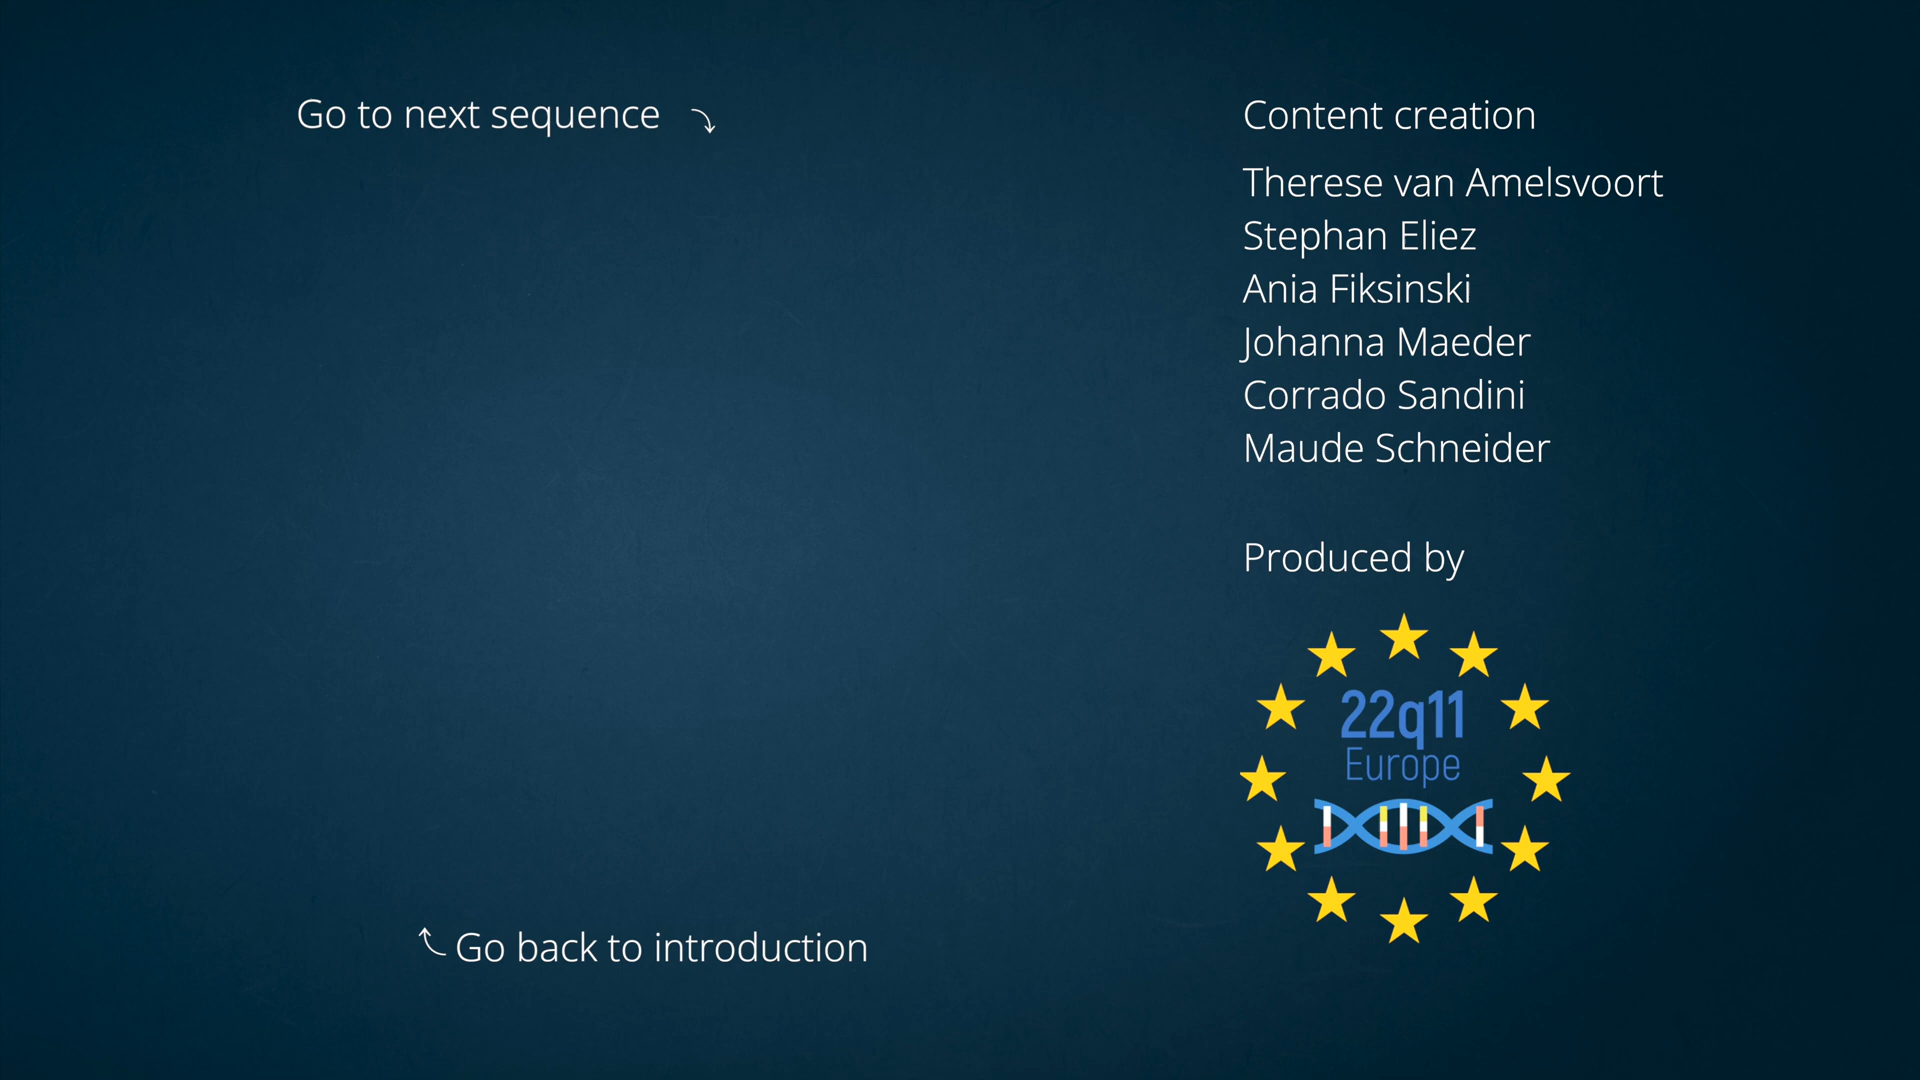 Go to next sequence
Go back to introduction
Content creation
Therese van Amelsvoort
Stephan Eliez
Ania Fiksinski
Johanna Maeder
Corrado Sandini
Maude Schneider
Produced by
22q11
Europe